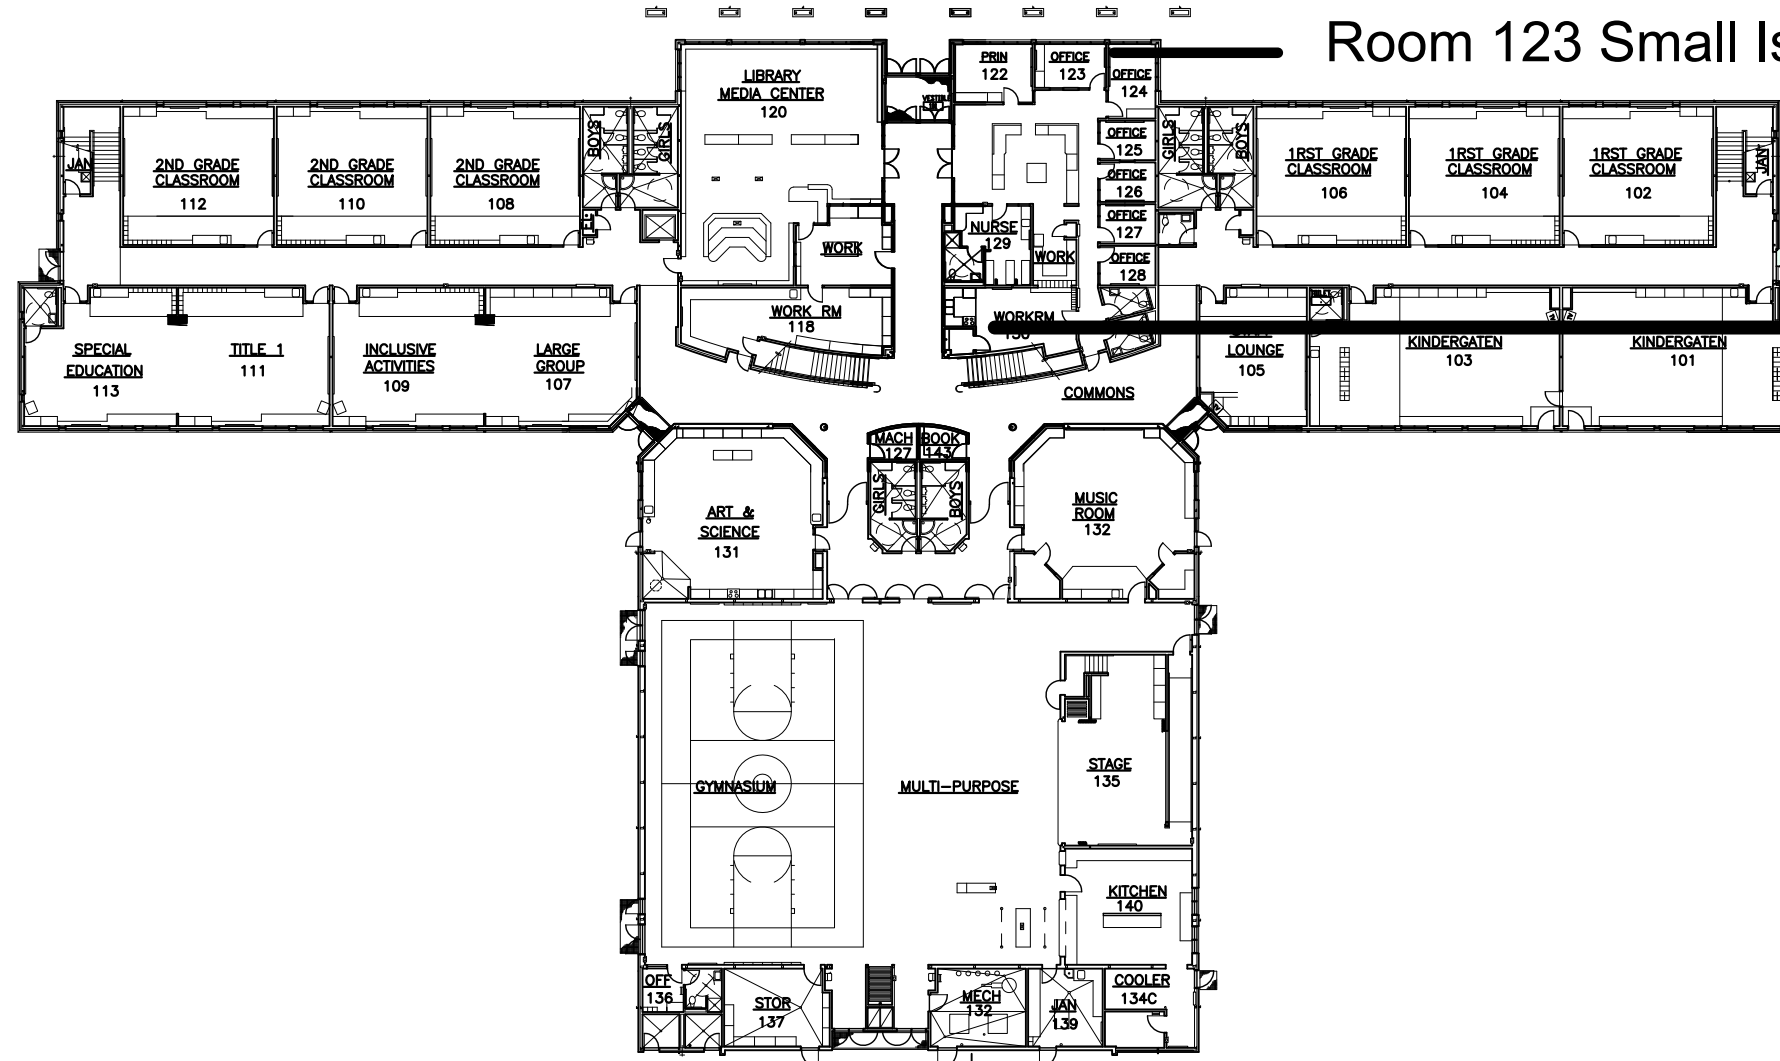 Room 123 Small Is
PRIN
122
OFFICE
123
OFFICE
124
LIBRARY
MEDIA CENTER
120
BOYS
GIRLS
GIRLS
BOYS
JAN
2ND GRADE
CLASSROOM
112
2ND GRADE
CLASSROOM
110
2ND GRADE
CLASSROOM
108
OFFICE
125
OFFICE
126
OFFICE
127
OFFICE
128
1RST GRADE
CLASSROOM
106
1RST GRADE
CLASSROOM
104
1RST GRADE
CLASSROOM
102
JAN
WORK
NURSE
129
WORK
WORK RM
118
WORKRM
SPECIAL
EDUCATION
113
TITLE 1
111
INCLUSIVE
ACTIVITIES
109
LARGE
GROUP
107
LOUNGE
105
KINDERGATEN
103
KINDERGATEN
101
COMMONS
MACH
127
BOOK
143
GIRLS
BOYS
ART &
SCIENCE
131
MUSIC
ROOM
132
GYMNASIUM
MULTI-PURPOSE
STAGE
135
KITCHEN
140
OFF
136
STOR
137
MECH
132
JAN
139
COOLER
134C